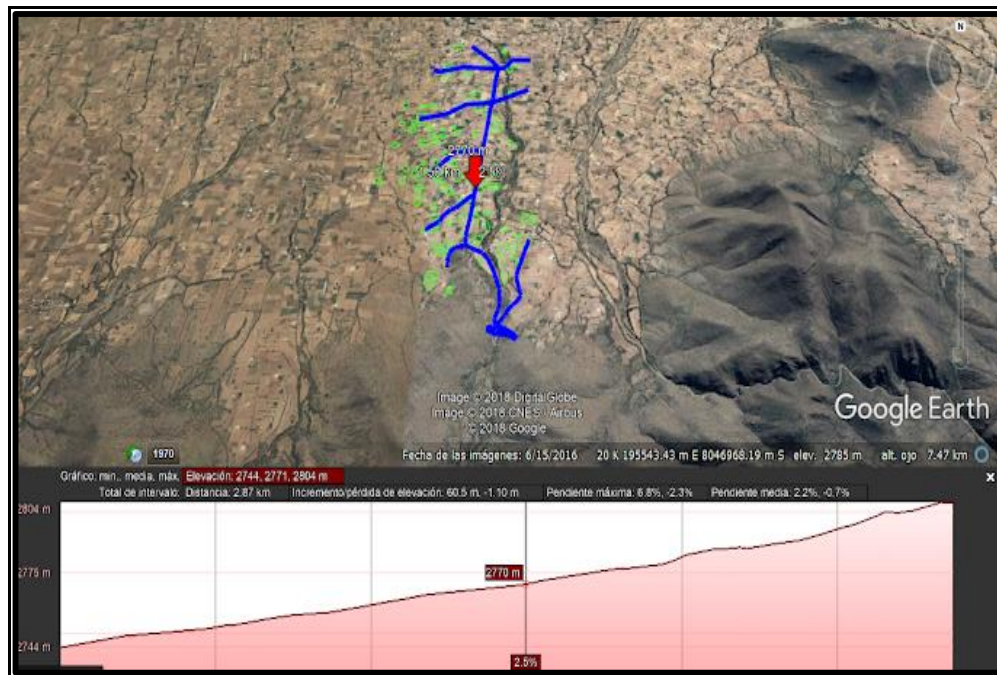 N
2770 m
Image © 2018 DigitalGlobe
Image © 2018 CNES / Airbus
© 2018 Google
Google Earth
1970
Fecha de las imágenes: 6/15/2016 20 K 195543.43 m E 8046968.19 m S elev. 2785 m alt. ojo 7.47 km
Gráfico: min., media, máx. Elevación: 2744, 2771, 2804 m
Total de intervalo: Distancia: 2.87 km Incremento/pérdida de elevación: 60.5 m, -1.10 m Pendiente máxima: 6.8%, -2.3% Pendiente media: 2.2%, -0.7%
2804 m
2775 m
2770 m
2744 m
2.5%